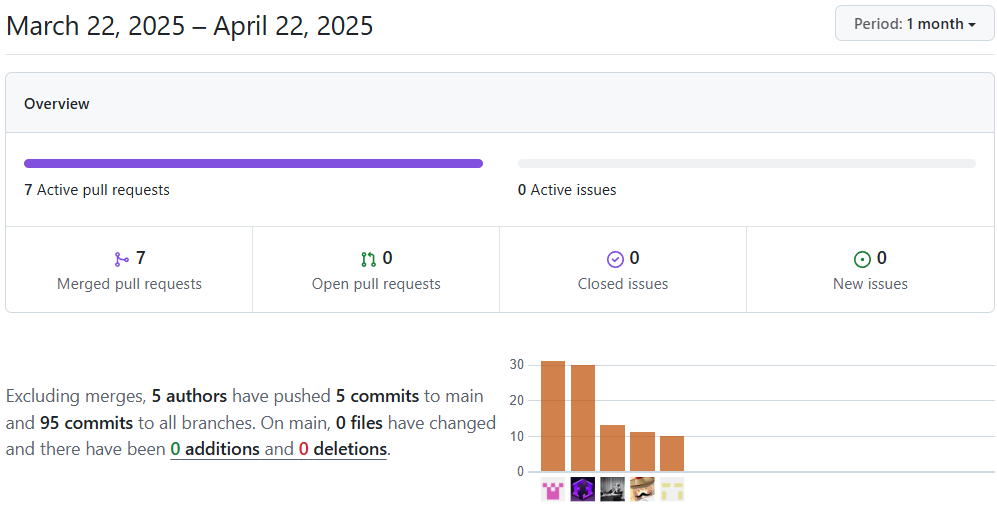 March 22, 2025 – April 22, 2025
Period: 1 month
Overview
7 Active pull requests
0 Active issues
7
Merged pull requests
0
Open pull requests
0
Closed issues
0
New issues
Excluding merges, 5 authors have pushed 5 commits to main
and 95 commits to all branches. On main, 0 files have changed
and there have been 0 additions and 0 deletions.
30
20
10
0